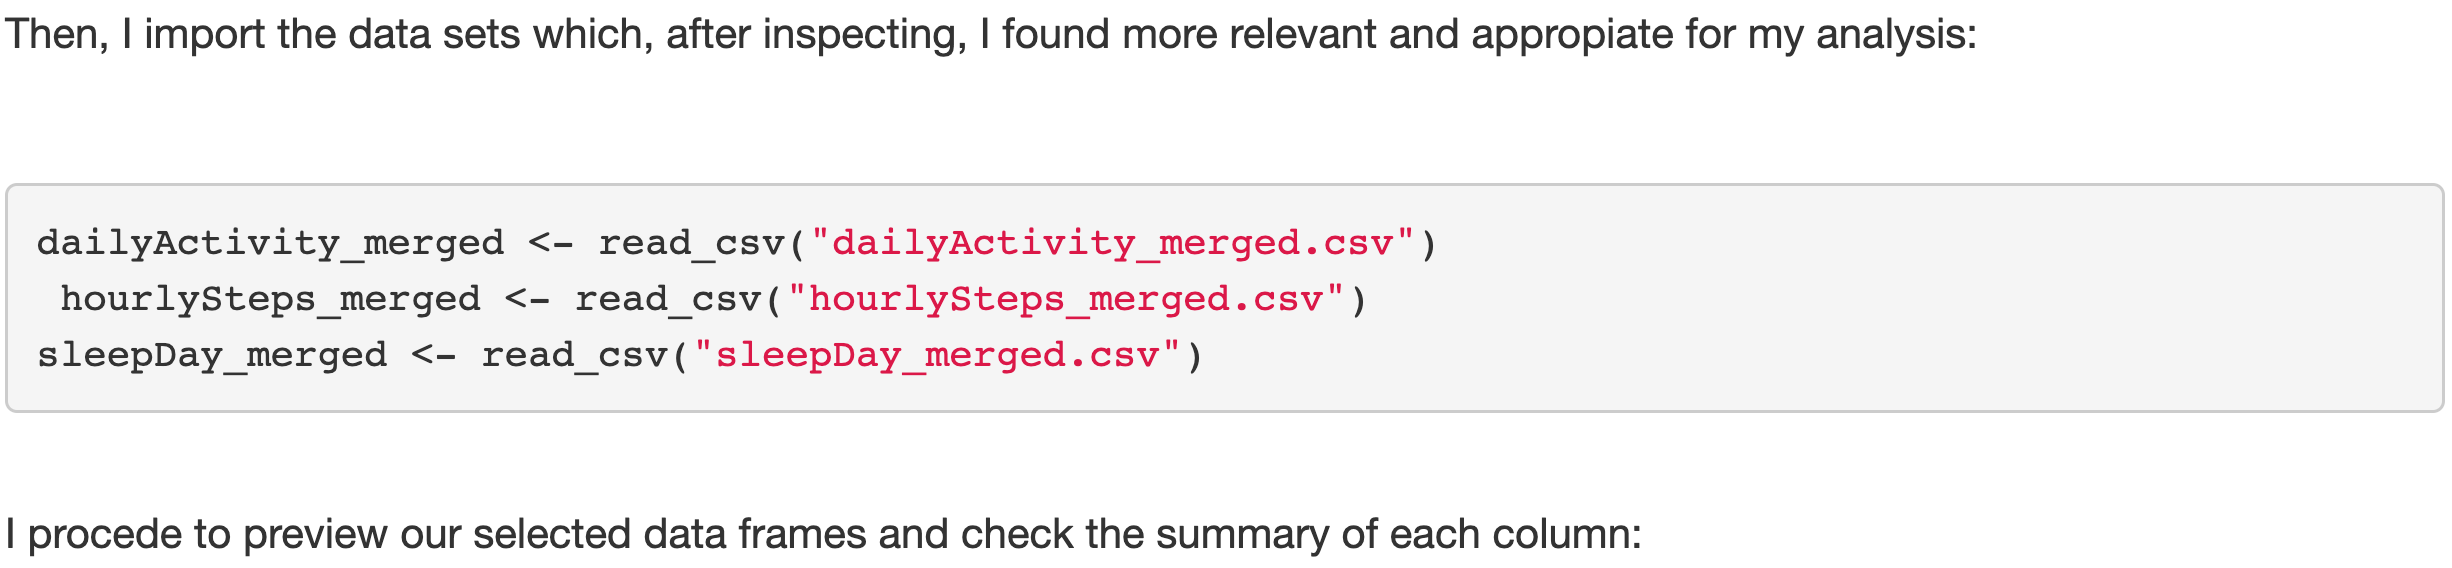 Then, I import the data sets which, after inspecting, I found more relevant and appropiate for my analysis:
dailyActivity_merged <- read_csv("dailyActivity_merged.csv")
 hourlySteps_merged <- read_csv("hourlySteps_merged.csv")
sleepDay_merged <- read_csv("sleepDay_merged.csv")
I procede to preview our selected data frames and check the summary of each column: